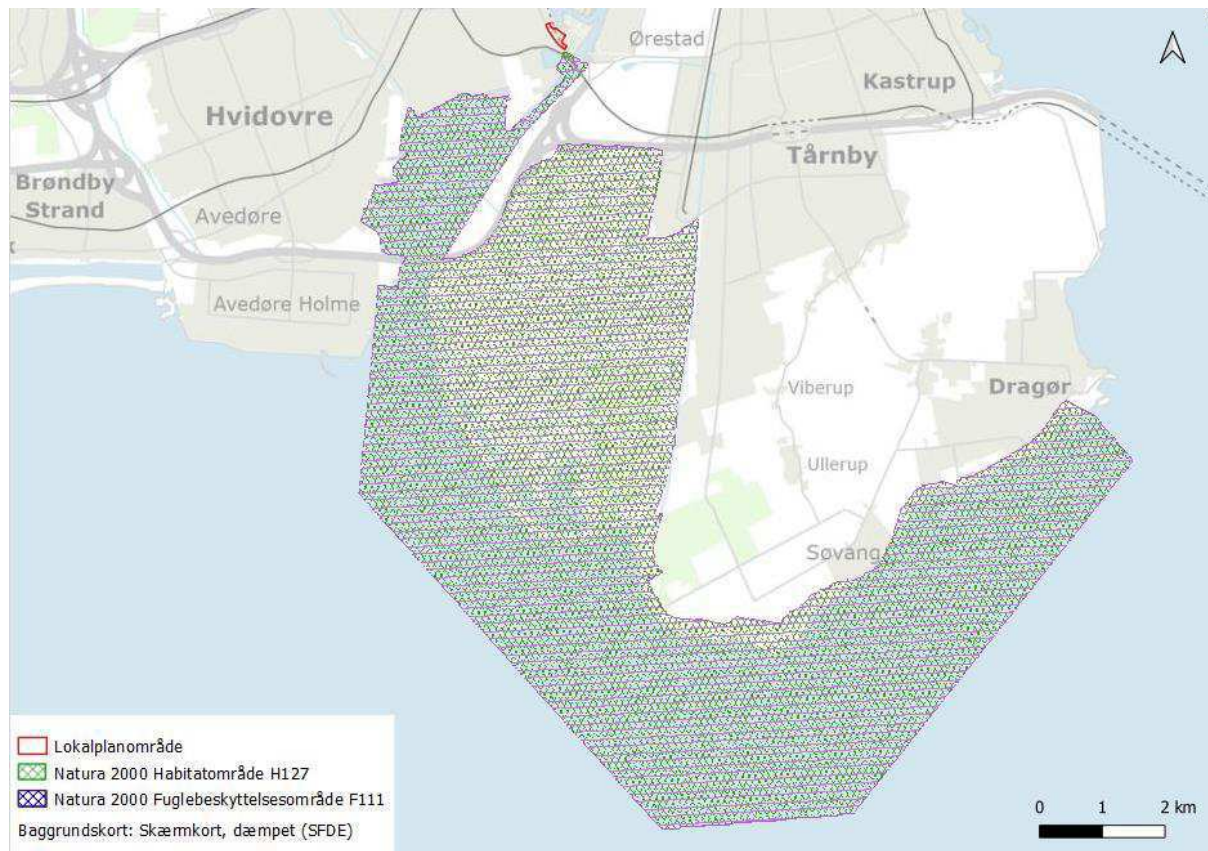 Ørestad
Kastrup
Hvidovre
Tårnby
Brøndby
Strand
Avedøre
k
Avedøre Holme
Viberup
Dragør
Ullerup
Søvang
Lokalplanområde
Natura 2000 Habitatområde H127
Natura 2000 Fuglebeskyttelsesområde F111
Baggrundskort: Skærmkort, dæmpet (SFDE)
0 1 2 km